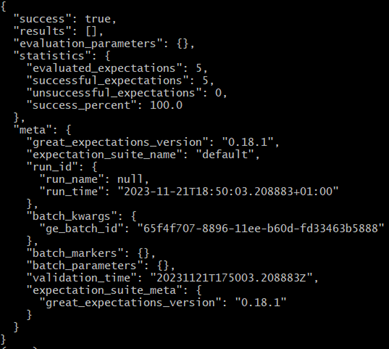 {
  "success": true,
  "results": [],
  "evaluation_parameters": {},
  "statistics": {
    "evaluated_expectations": 5,
    "successful_expectations": 5,
    "unsuccessful_expectations": 0,
    "success_percent": 100.0
  },
  "meta": {
    "great_expectations_version": "0.18.1",
    "expectation_suite_name": "default",
    "run_id": {
      "run_name": null,
      "run_time": "2023-11-21T18:50:03.208883+01:00"
    },
    "batch_kwargs": {
      "ge_batch_id": "65f4f707-8896-11ee-b60d-fd33463b5888"
    },
    "batch_markers": {},
    "batch_parameters": {},
    "validation_time": "20231121T175003.208883Z",
    "expectation_suite_meta": {
      "great_expectations_version": "0.18.1"
    }
  }
}